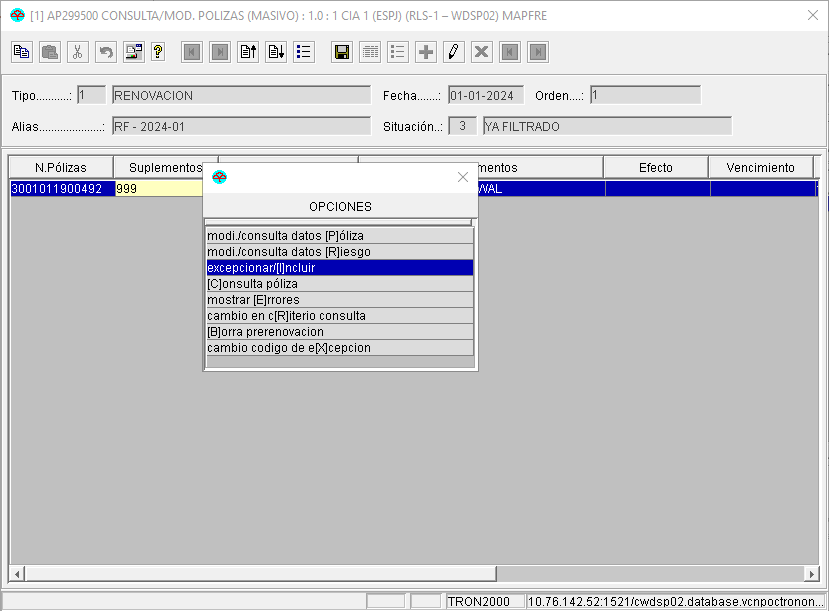 [1] AP299500 CONSULTA/MOD. POLIZAS (MASIVO) : 1.0 : 1 CIA 1 (ESPJ) (RLS-1 – WDSP02) MAPFRE
Tipo...........: 1 RENOVACION Fecha......: 01-01-2024 Orden....: 1
Alias.....................: RF - 2024-01 Situación..: 3 YA FILTRADO
N.Pólizas Suplementos mentos Efecto Vencimiento
3001011900492 999 WAL
OPCIONES
modi./consulta datos [P]óliza
modi./consulta datos [R]iesgo
excepcionar/[I]ncluir
[C]onsulta póliza
mostrar [E]rrores
cambio en c[R]iterio consulta
[B]orra prerenovacion
cambio codigo de e[X]cepcion
TRON2000 10.76.142.52:1521/cwdsp02.database.vcnpoctronon...